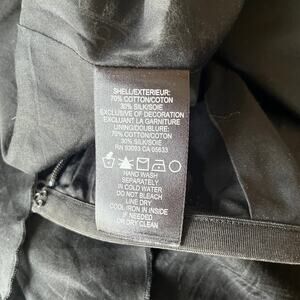 SHELL/EXTERIEUR:
70% COTTON/COTON
30% SILK/SOIE
EXCLUSIVE OF DECORATION
EXCLUANT LA GARNITURE
LINING/DOUBLURE:
70% COTTON/COTON
30% SILK/SOIE
RN 93093 CA 05633
HAND WASH
SEPARATELY
IN COLD WATER
DO NOT BLEACH
LINE DRY
COOL IRON IN INSIDE
IF NEEDED
OR DRY CLEAN